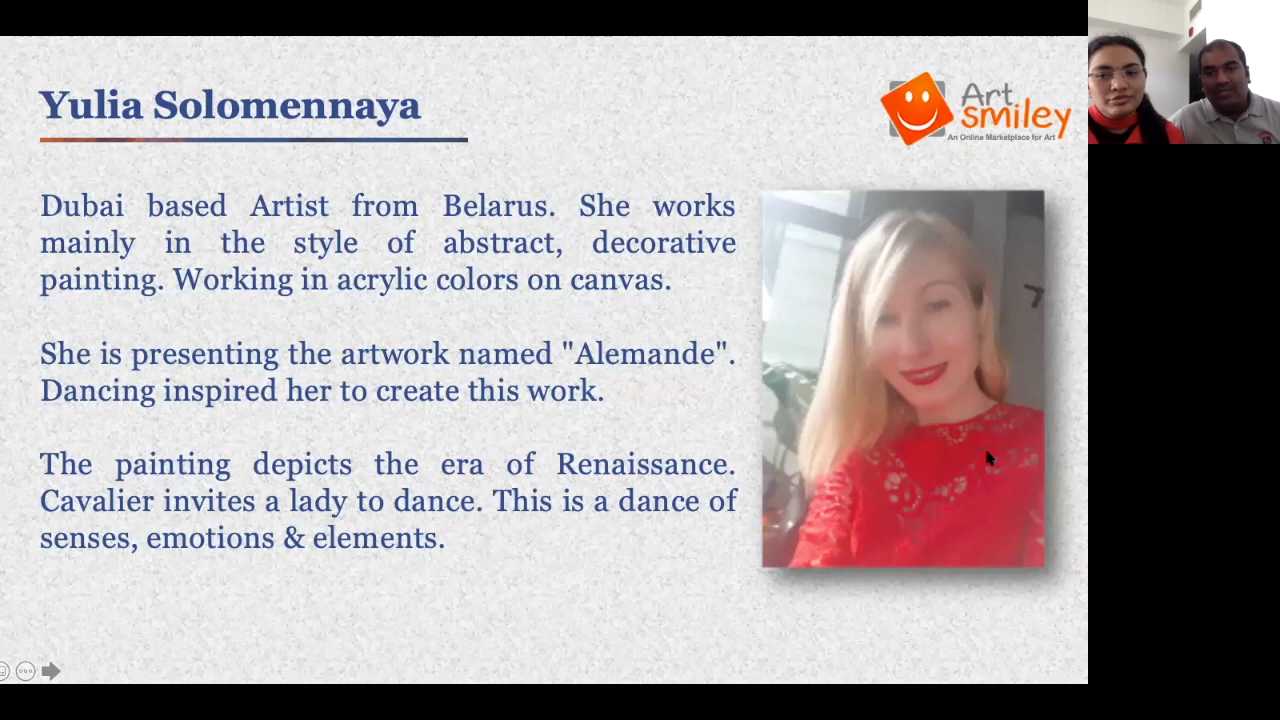 Yulia Solomennaya
Art
smiley
An Online Marketplace for Art
Dubai based Artist from Belarus. She works
mainly in the style of abstract, decorative
painting. Working in acrylic colors on canvas.
She is presenting the artwork named "Alemande".
Dancing inspired her to create this work.
The painting depicts the era of Renaissance.
Cavalier invites a lady to dance. This is a dance of
senses, emotions & elements.